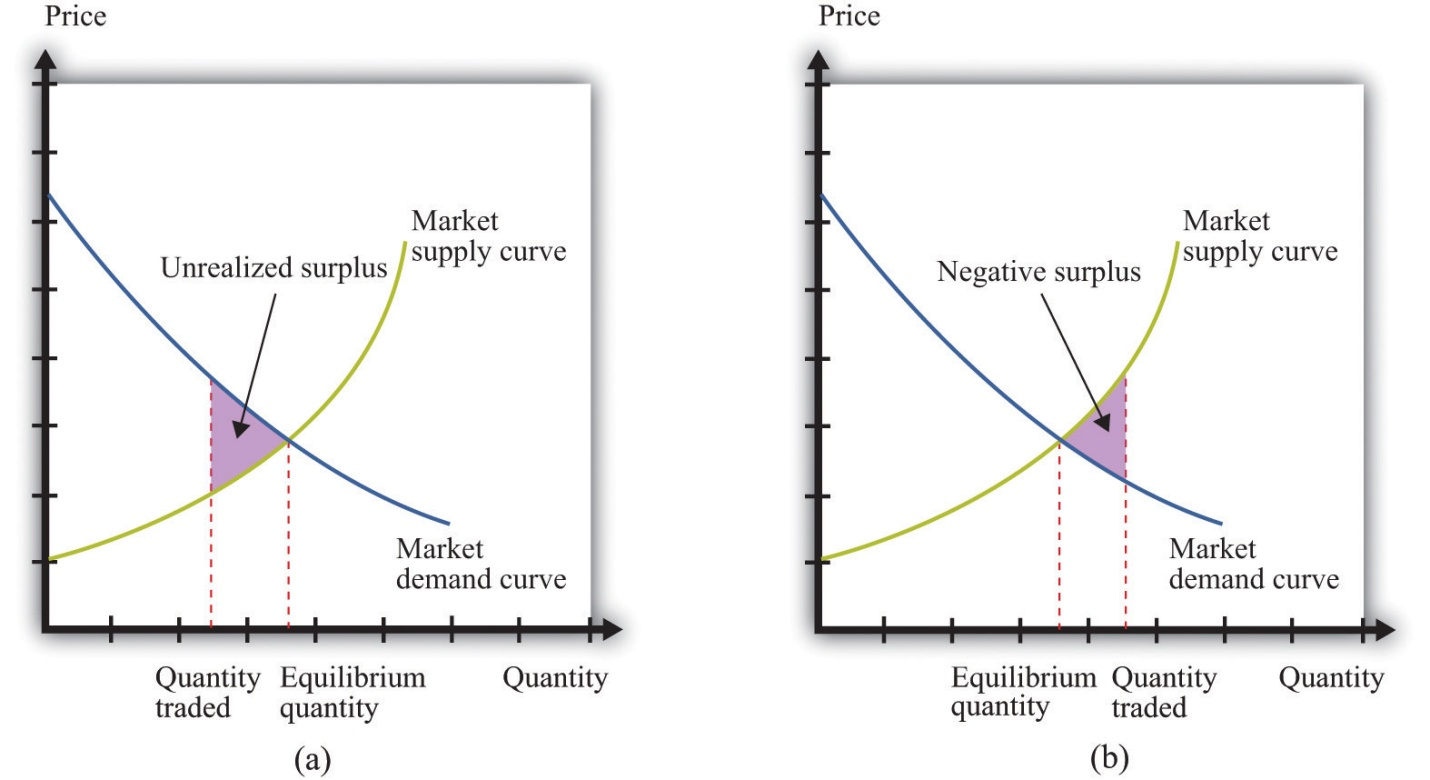 Price
Market
supply curve
Unrealized surplus
Market
demand curve
Quantity
traded
Equilibrium
quantity
Quantity
(a)
Price
Market
supply curve
Negative surplus
Market
demand curve
Equilibrium
quantity
Quantity
traded
Quantity
(b)